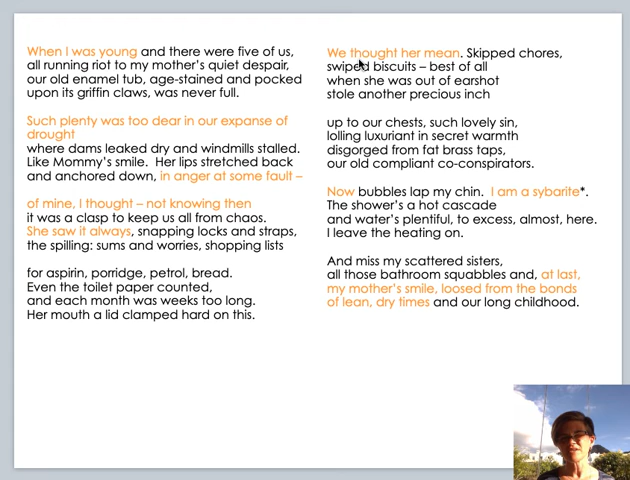 When I was young and there were five of us,
all running riot to my mother's quiet despair,
our old enamel tub, age-stained and pocked
upon its griffin claws, was never full.
Such plenty was too dear in our expanse of
drought
where dams leaked dry and windmills stalled.
Like Mommy's smile.  Her lips stretched back
and anchored down, in anger at some fault –
of mine, I thought – not knowing then
it was a clasp to keep us all from chaos.
She saw it always, snapping locks and straps,
the spilling: sums and worries, shopping lists
for aspirin, porridge, petrol, bread.
Even the toilet paper counted,
and each month was weeks too long.
Her mouth a lid clamped hard on this.
We thought her mean. Skipped chores,
swiped biscuits – best of all
when she was out of earshot
stole another precious inch
up to our chests, such lovely sin,
lolling luxuriant in secret warmth
disgorged from fat brass taps,
our old compliant co-conspirators.
Now bubbles lap my chin.  I am a sybarite*.
The shower's a hot cascade
and water's plentiful, to excess, almost, here.
I leave the heating on.
And miss my scattered sisters,
all those bathroom squabbles and, at last,
my mother's smile, loosed from the bonds
of lean, dry times and our long childhood.